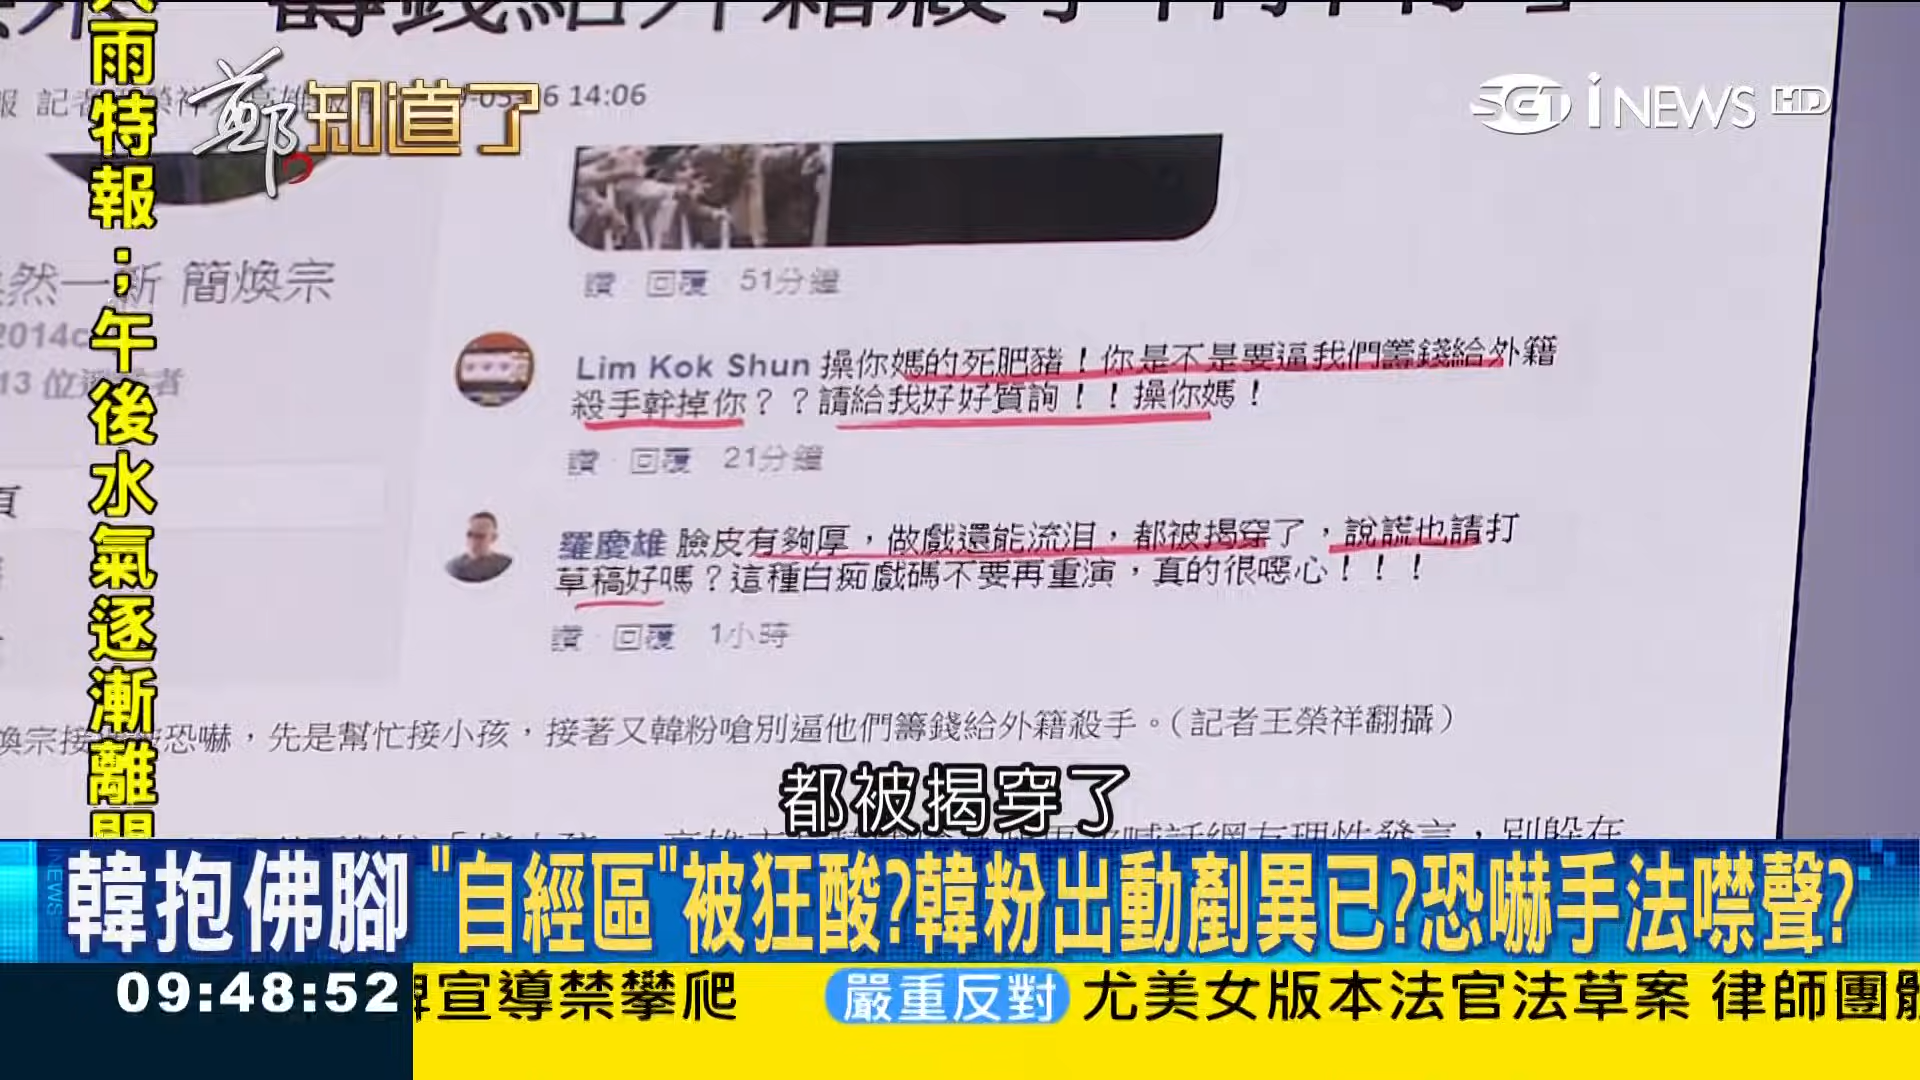 籌錢給外籍殺手
14:06
鄭知道了
SET iNEWS HD
雨特報；午後水氣逐漸離開
然一新 簡煥宗
讚 · 回覆 · 51分鐘
Lim Kok Shun 操你媽的死肥豬！你是不是要逼我們籌錢給外籍
殺手幹掉你？？請給我好好質詢！！操你媽！
讚 · 回覆 21分鐘
羅慶雄 臉皮有夠厚，做戲還能流泪，都被揭穿了，說謊也請打
草稿好嗎？這種白痴戲碼不要再重演，真的很噁心！！！
讚 · 回覆 1小時
恐嚇，先是幫忙接小孩，接著又韓粉嗆別逼他們籌錢給外籍殺手。（記者王榮祥翻攝）
都被揭穿了
韓抱佛腳 "自經區"被狂酸?韓粉出動剷異已?恐嚇手法噤聲?
09:48:52 宣導禁攀爬 嚴重反對 尤美女版本法官法草案 律師團體